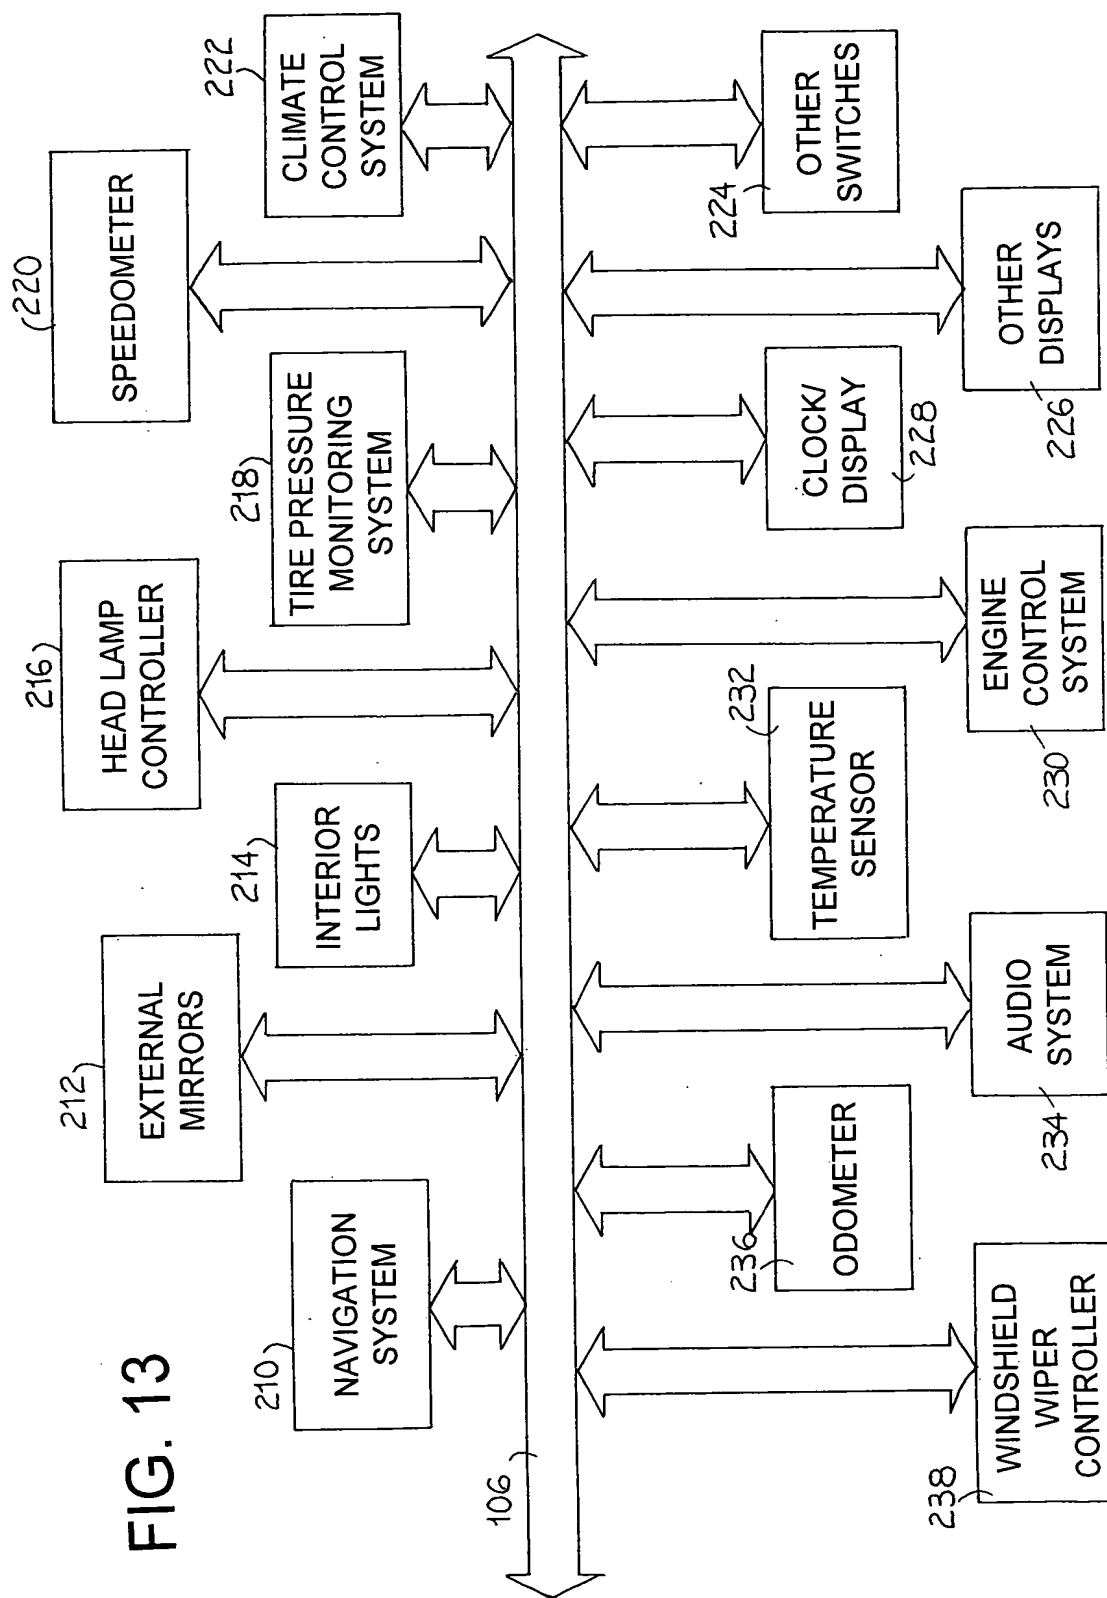 FIG. 13
210
NAVIGATION
SYSTEM
212
EXTERNAL
MIRRORS
214
INTERIOR
LIGHTS
216
HEAD LAMP
CONTROLLER
218
TIRE PRESSURE
MONITORING
SYSTEM
220
SPEEDOMETER
222
CLIMATE
CONTROL
SYSTEM
106
238
WINDSHIELD
WIPER
CONTROLLER
236
ODOMETER
234
AUDIO
SYSTEM
232
TEMPERATURE
SENSOR
230
ENGINE
CONTROL
SYSTEM
228
CLOCK/
DISPLAY
226
OTHER
DISPLAYS
224
OTHER
SWITCHES